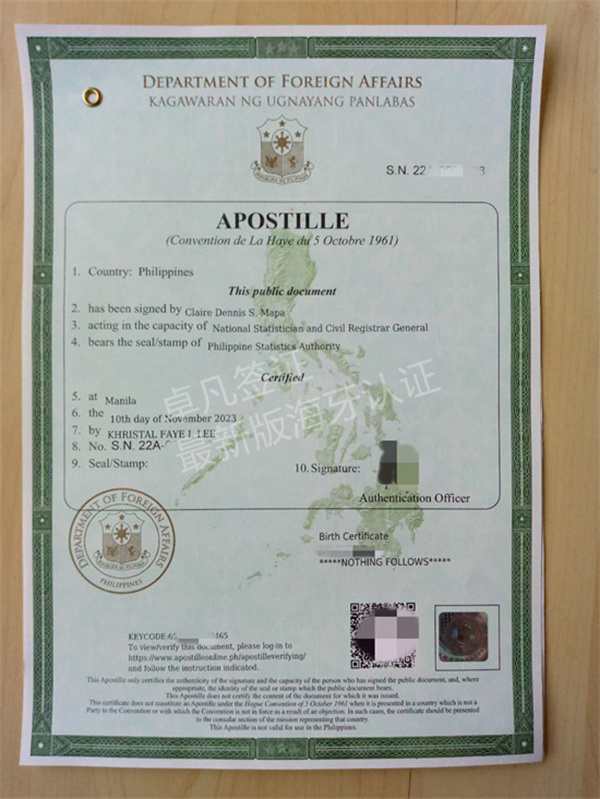 DEPARTMENT OF FOREIGN AFFAIRS
KAGAWARAN NG UGNAYANG PANLABAS
S.N. 22
APOSTILLE
(Convention de La Haye du 5 Octobre 1961)
1. Country: Philippines
This public document
2. has been signed by Claire Dennis S. Mapa
3. acting in the capacity of National Statistician and Civil Registrar General
4. bears the seal/stamp of Philippine Statistics Authority
Certified
5. at Manila
6. the 10th day of November 2023
7. by KHRISTAL FAYE I. LEE
8. No. S.N. 22A-
9. Seal/Stamp:
10. Signature:
Authentication Officer
卓凡签证
最新版海牙认证
DEPARTMENT OF FOREIGN AFFAIRS
PHILIPPINES
Birth Certificate
*****NOTHING FOLLOWS*****
KEYCODE:65 465
To view/verify this document, please log-in to
https://www.apostilleonline.ph/apostilleverifying/
and follow the instruction indicated.
This Apostille only certifies the authenticity of the signature and the capacity of the person who has signed the public document, and, where
appropriate, the identity of the seal or stamp which the public document bears.
This Apostille does not certify the content of the document for which it was issued.
This certificate does not constitute an Apostille under the Hague Convention of 5 October 1961 when it is presented in a country which is not a
Party to the Convention or with which the Convention is not in force as a result of an objection. In such cases, the certificate should be presented
to the consular section of the mission representing that country.
This Apostille is not valid for use in the Philippines.